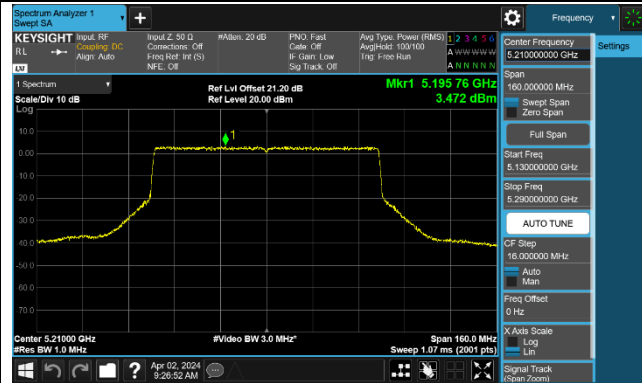 Spectrum Analyzer 1
Swept SA
Frequency
KEYSIGHT
RL
LXI
Input: RF
Coupling: DC
Align: Auto
Input Z: 50 Ω
Corrections: Off
Freq Ref: Int (S)
NFE: Off
#Atten: 20 dB
PNO: Fast
Gate: Off
IF Gain: Low
Sig Track: Off
Avg Type: Power (RMS)
Avg|Hold: 100/100
Trig: Free Run
1 2 3 4 5 6
A W W W W W
A N N N N N
Center Frequency
5.210000000 GHz
Settings
Span
160.000000 MHz
Swept Span
Zero Span
Full Span
Start Freq
5.130000000 GHz
Stop Freq
5.290000000 GHz
AUTO TUNE
CF Step
16.000000 MHz
Auto
Man
Freq Offset
0 Hz
X Axis Scale
Log
Lin
Signal Track
(Span Zoom)
1 Spectrum
Scale/Div 10 dB
Log
Ref Lvl Offset 21.20 dB
Ref Level 20.00 dBm
Mkr1 5.195 76 GHz
3.472 dBm
1
10.0
0.00
-10.0
-20.0
-30.0
-40.0
-50.0
-60.0
-70.0
Center 5.21000 GHz
#Res BW 1.0 MHz
#Video BW 3.0 MHz*
Span 160.0 MHz
Sweep 1.07 ms (2001 pts)
Apr 02, 2024
9:26:52 AM